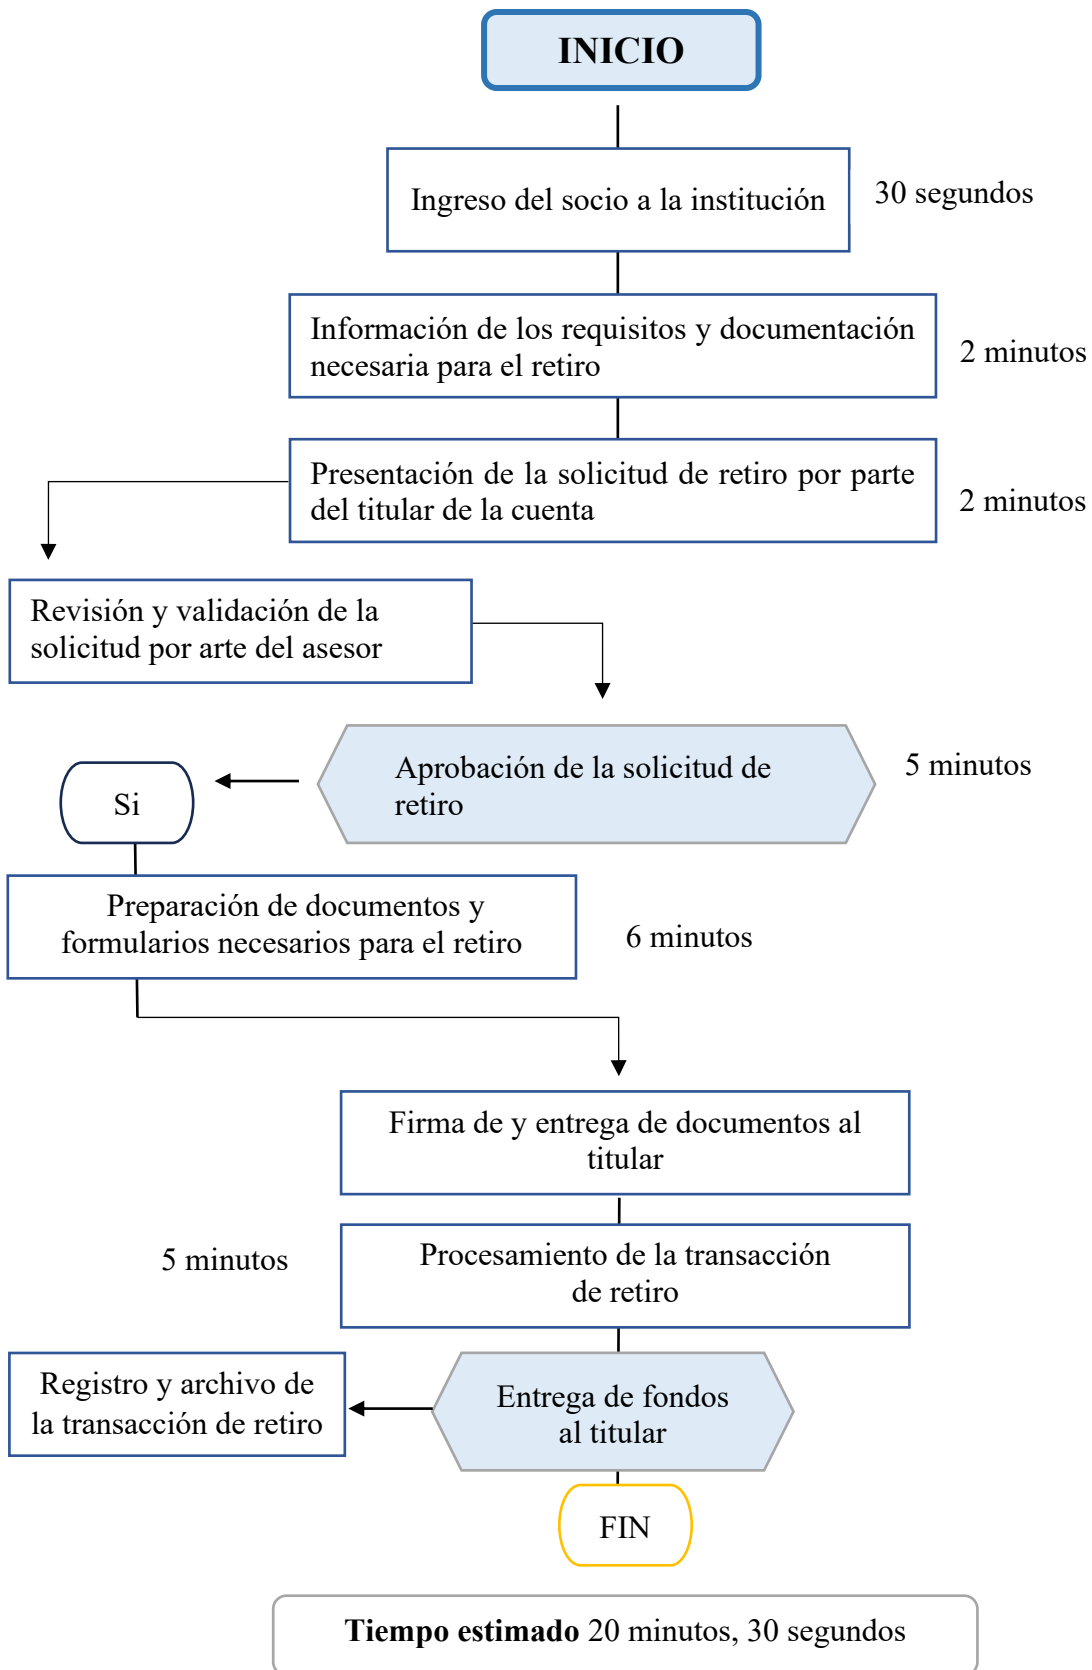 INICIO
Ingreso del socio a la institución
30 segundos
Información de los requisitos y documentación
necesaria para el retiro
2 minutos
Presentación de la solicitud de retiro por parte
del titular de la cuenta
2 minutos
Revisión y validación de la
solicitud por arte del asesor
Aprobación de la solicitud de
retiro
5 minutos
Si
Preparación de documentos y
formularios necesarios para el retiro
6 minutos
Firma de y entrega de documentos al
titular
5 minutos
Procesamiento de la transacción
de retiro
Registro y archivo de
la transacción de retiro
Entrega de fondos
al titular
FIN
Tiempo estimado 20 minutos, 30 segundos